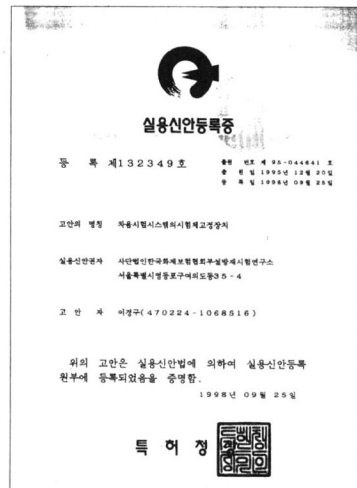 실용신안등록증
등 록 제132349호
출원 번호 제 95-044641 호
출 원 일 1995년 12월 20일
등 록 일 1998년 09월 25일
고안의 명칭 차음시험시스템의시험체고정장치
실용신안권자 사단법인한국화재보험협회부설방재시험연구소
서울특별시영등포구여의도동35-4
고 안 자 이경구(470224-1068516)
위의 고안은 실용신안법에 의하여 실용신안등록
원부에 등록되었음을 증명함.
1998년 09월 25일
특 허 청